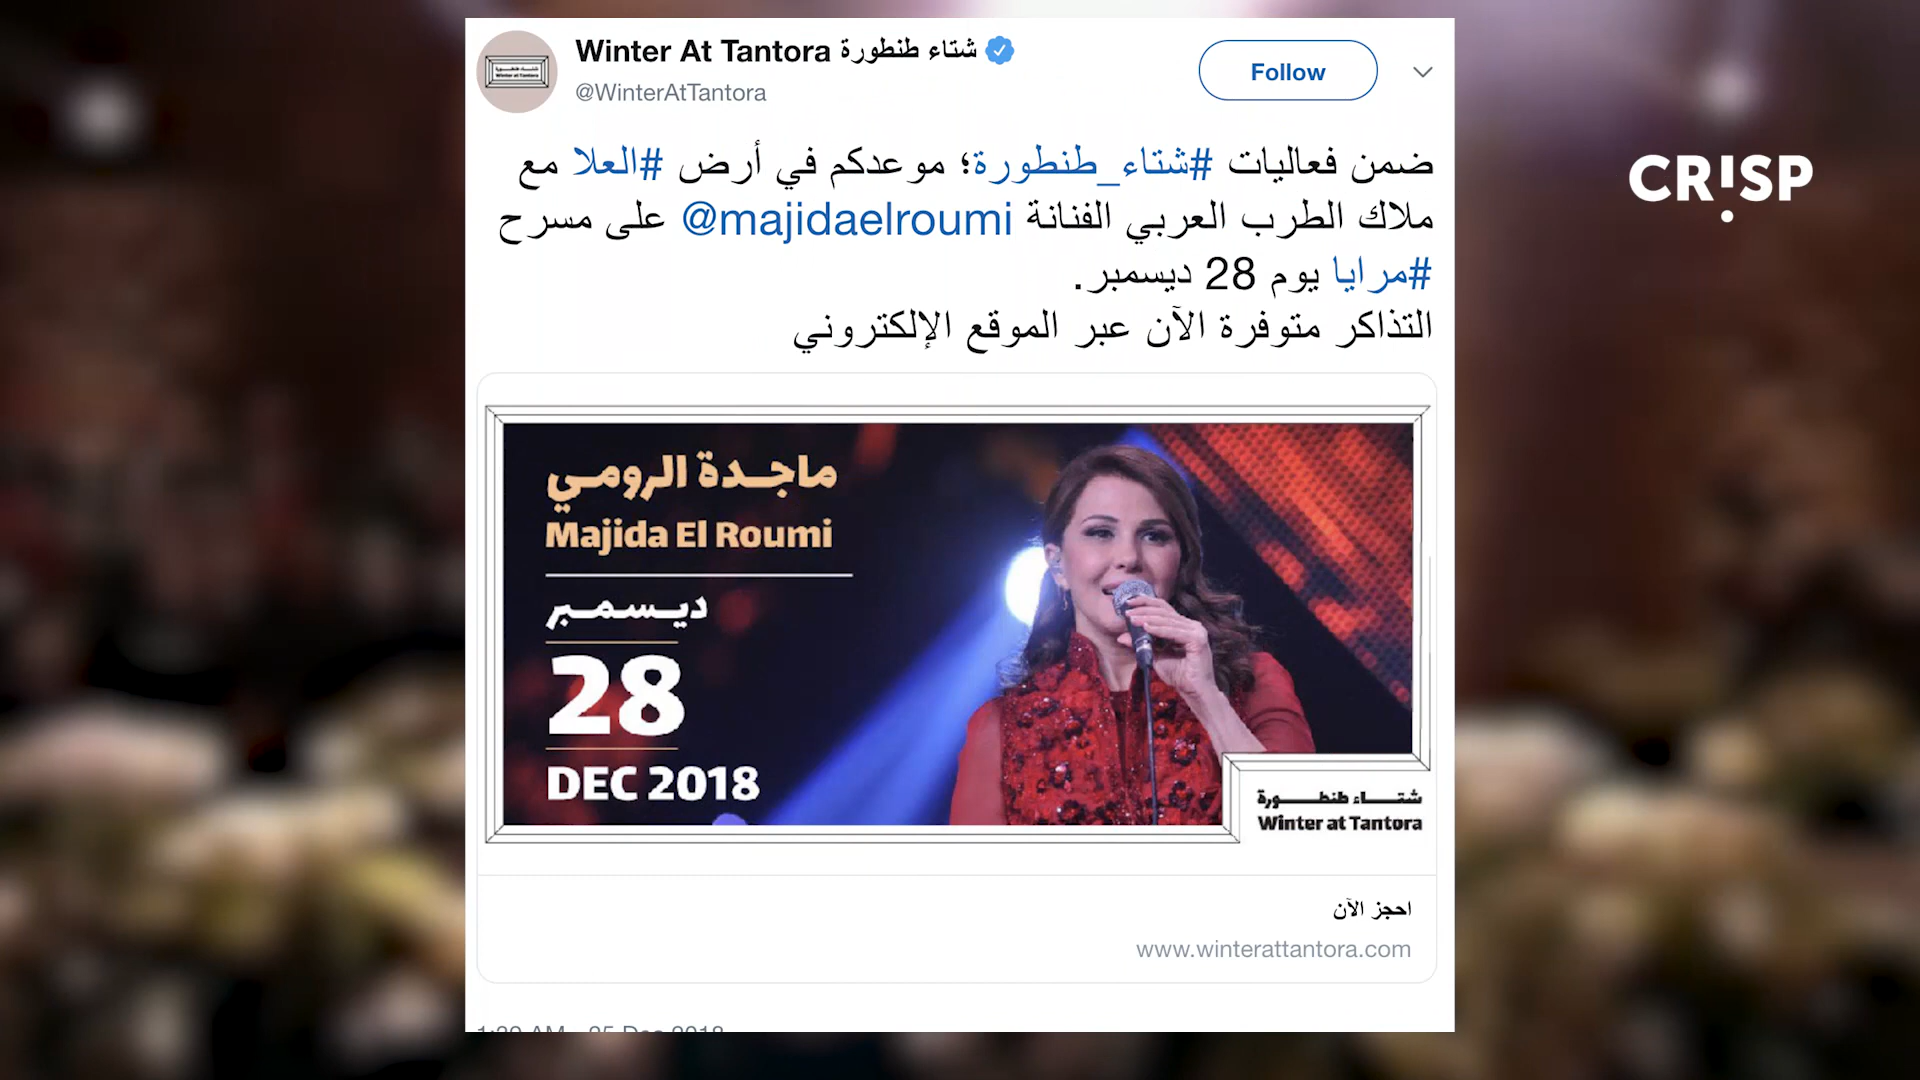 Winter At Tantora شتاء طنطورة
@WinterAtTantora
Follow
CRISP
ضمن فعاليات #شتاء_طنطورة؛ موعدكم في أرض #العلا مع
ملاك الطرب العربي الفنانة @majidaelroumi على مسرح
#مرايا يوم 28 ديسمبر.
التذاكر متوفرة الآن عبر الموقع الإلكتروني
ماجدة الرومي
Majida El Roumi
ديسمبر
28
DEC 2018
شتاء طنطورة
Winter at Tantora
احجز الآن
www.winterattantora.com